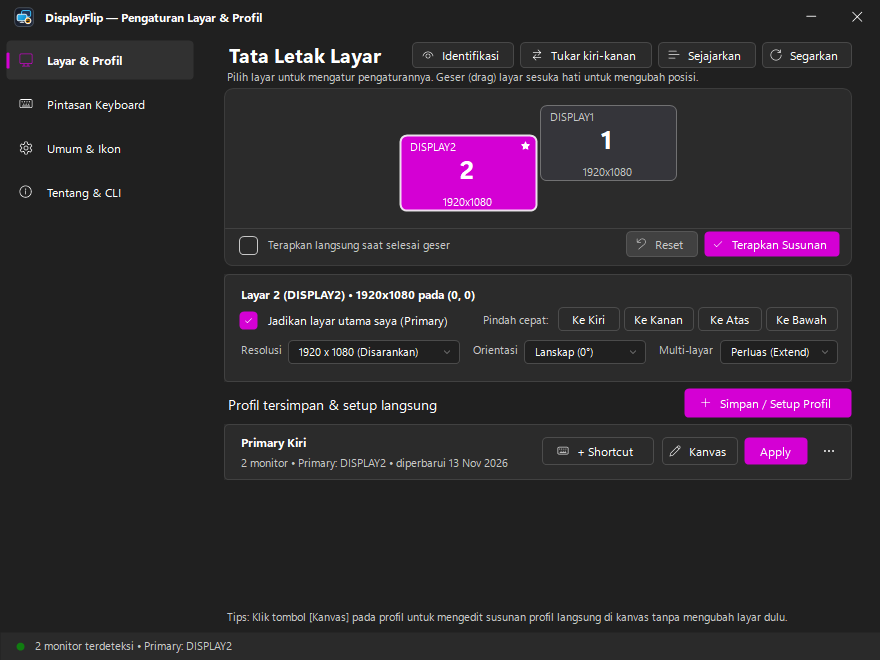 DisplayFlip — Pengaturan Layar & Profil
Layar & Profil
Pintasan Keyboard
Umum & Ikon
Tentang & CLI
Tata Letak Layar
Identifikasi
Tukar kiri-kanan
Sejajarkan
Segarkan
Pilih layar untuk mengatur pengaturannya. Geser (drag) layar sesuka hati untuk mengubah posisi.
DISPLAY2
2
1920x1080
DISPLAY1
1
1920x1080
Terapkan langsung saat selesai geser
Reset
Terapkan Susunan
Layar 2 (DISPLAY2) • 1920x1080 pada (0, 0)
Jadikan layar utama saya (Primary)
Pindah cepat:
Ke Kiri
Ke Kanan
Ke Atas
Ke Bawah
Resolusi
1920 x 1080 (Disarankan)
Orientasi
Lanskap (0°)
Multi-layar
Perluas (Extend)
Profil tersimpan & setup langsung
+ Simpan / Setup Profil
Primary Kiri
2 monitor • Primary: DISPLAY2 • diperbarui 13 Nov 2026
+ Shortcut
Kanvas
Apply
Tips: Klik tombol [Kanvas] pada profil untuk mengedit susunan profil langsung di kanvas tanpa mengubah layar dulu.
2 monitor terdeteksi • Primary: DISPLAY2